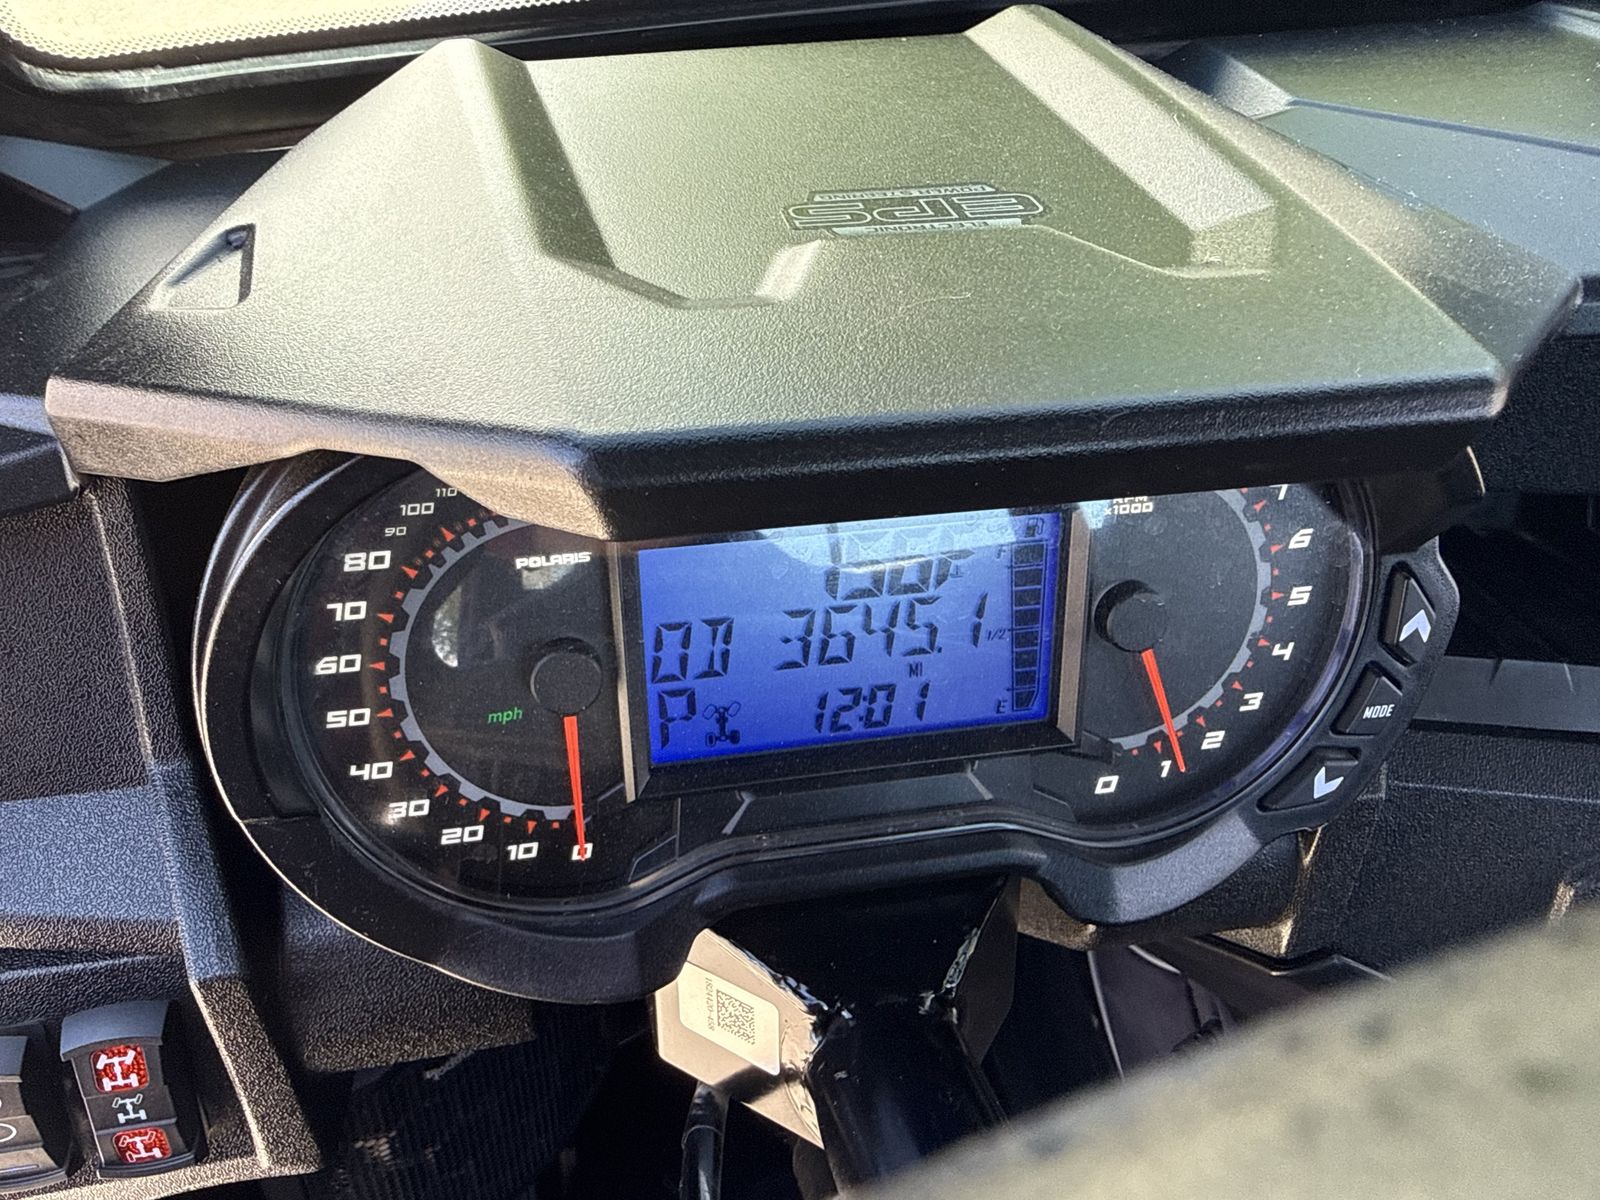 ELECTRONIC
EPS
POWER STEERING
110
100
90
80
70
60
50
40
30
20
10
0
POLARIS
mph
F
OD 3645.1
1/2
MI
P 12:01
E
RPM
x1000
7
6
5
4
3
2
1
0
MODE